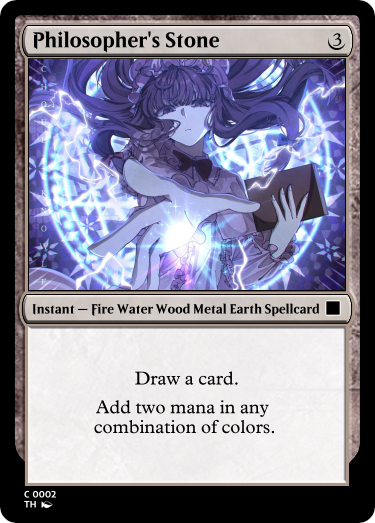 Philosopher's Stone 3
Instant — Fire Water Wood Metal Earth Spellcard
Draw a card.
Add two mana in any
combination of colors.
C 0002
TH